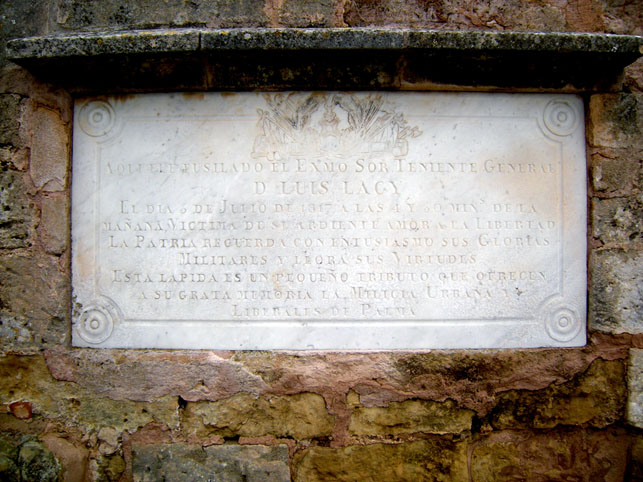 AQUI FUE FUSILADO EL EXMO SOR TENIENTE GENERAL
D. LUIS LACY
EL DIA 5 DE JULIO DE 1817 A LAS 4 Y MINs. DE LA
MAÑANA VICTIMA DE SU ARDIENTE AMOR A LA LIBERTAD
LA PATRIA RECUERDA CON ENTUSIASMO SUS GLORIAS
MILITARES Y LLORA SUS VIRTUDES
ESTA LAPIDA ES UN PEQUEÑO TRIBUTO QUE OFRECEN
A SU GRATA MEMORIA LA MILICIA URBANA Y
LIBERALES DE PALMA